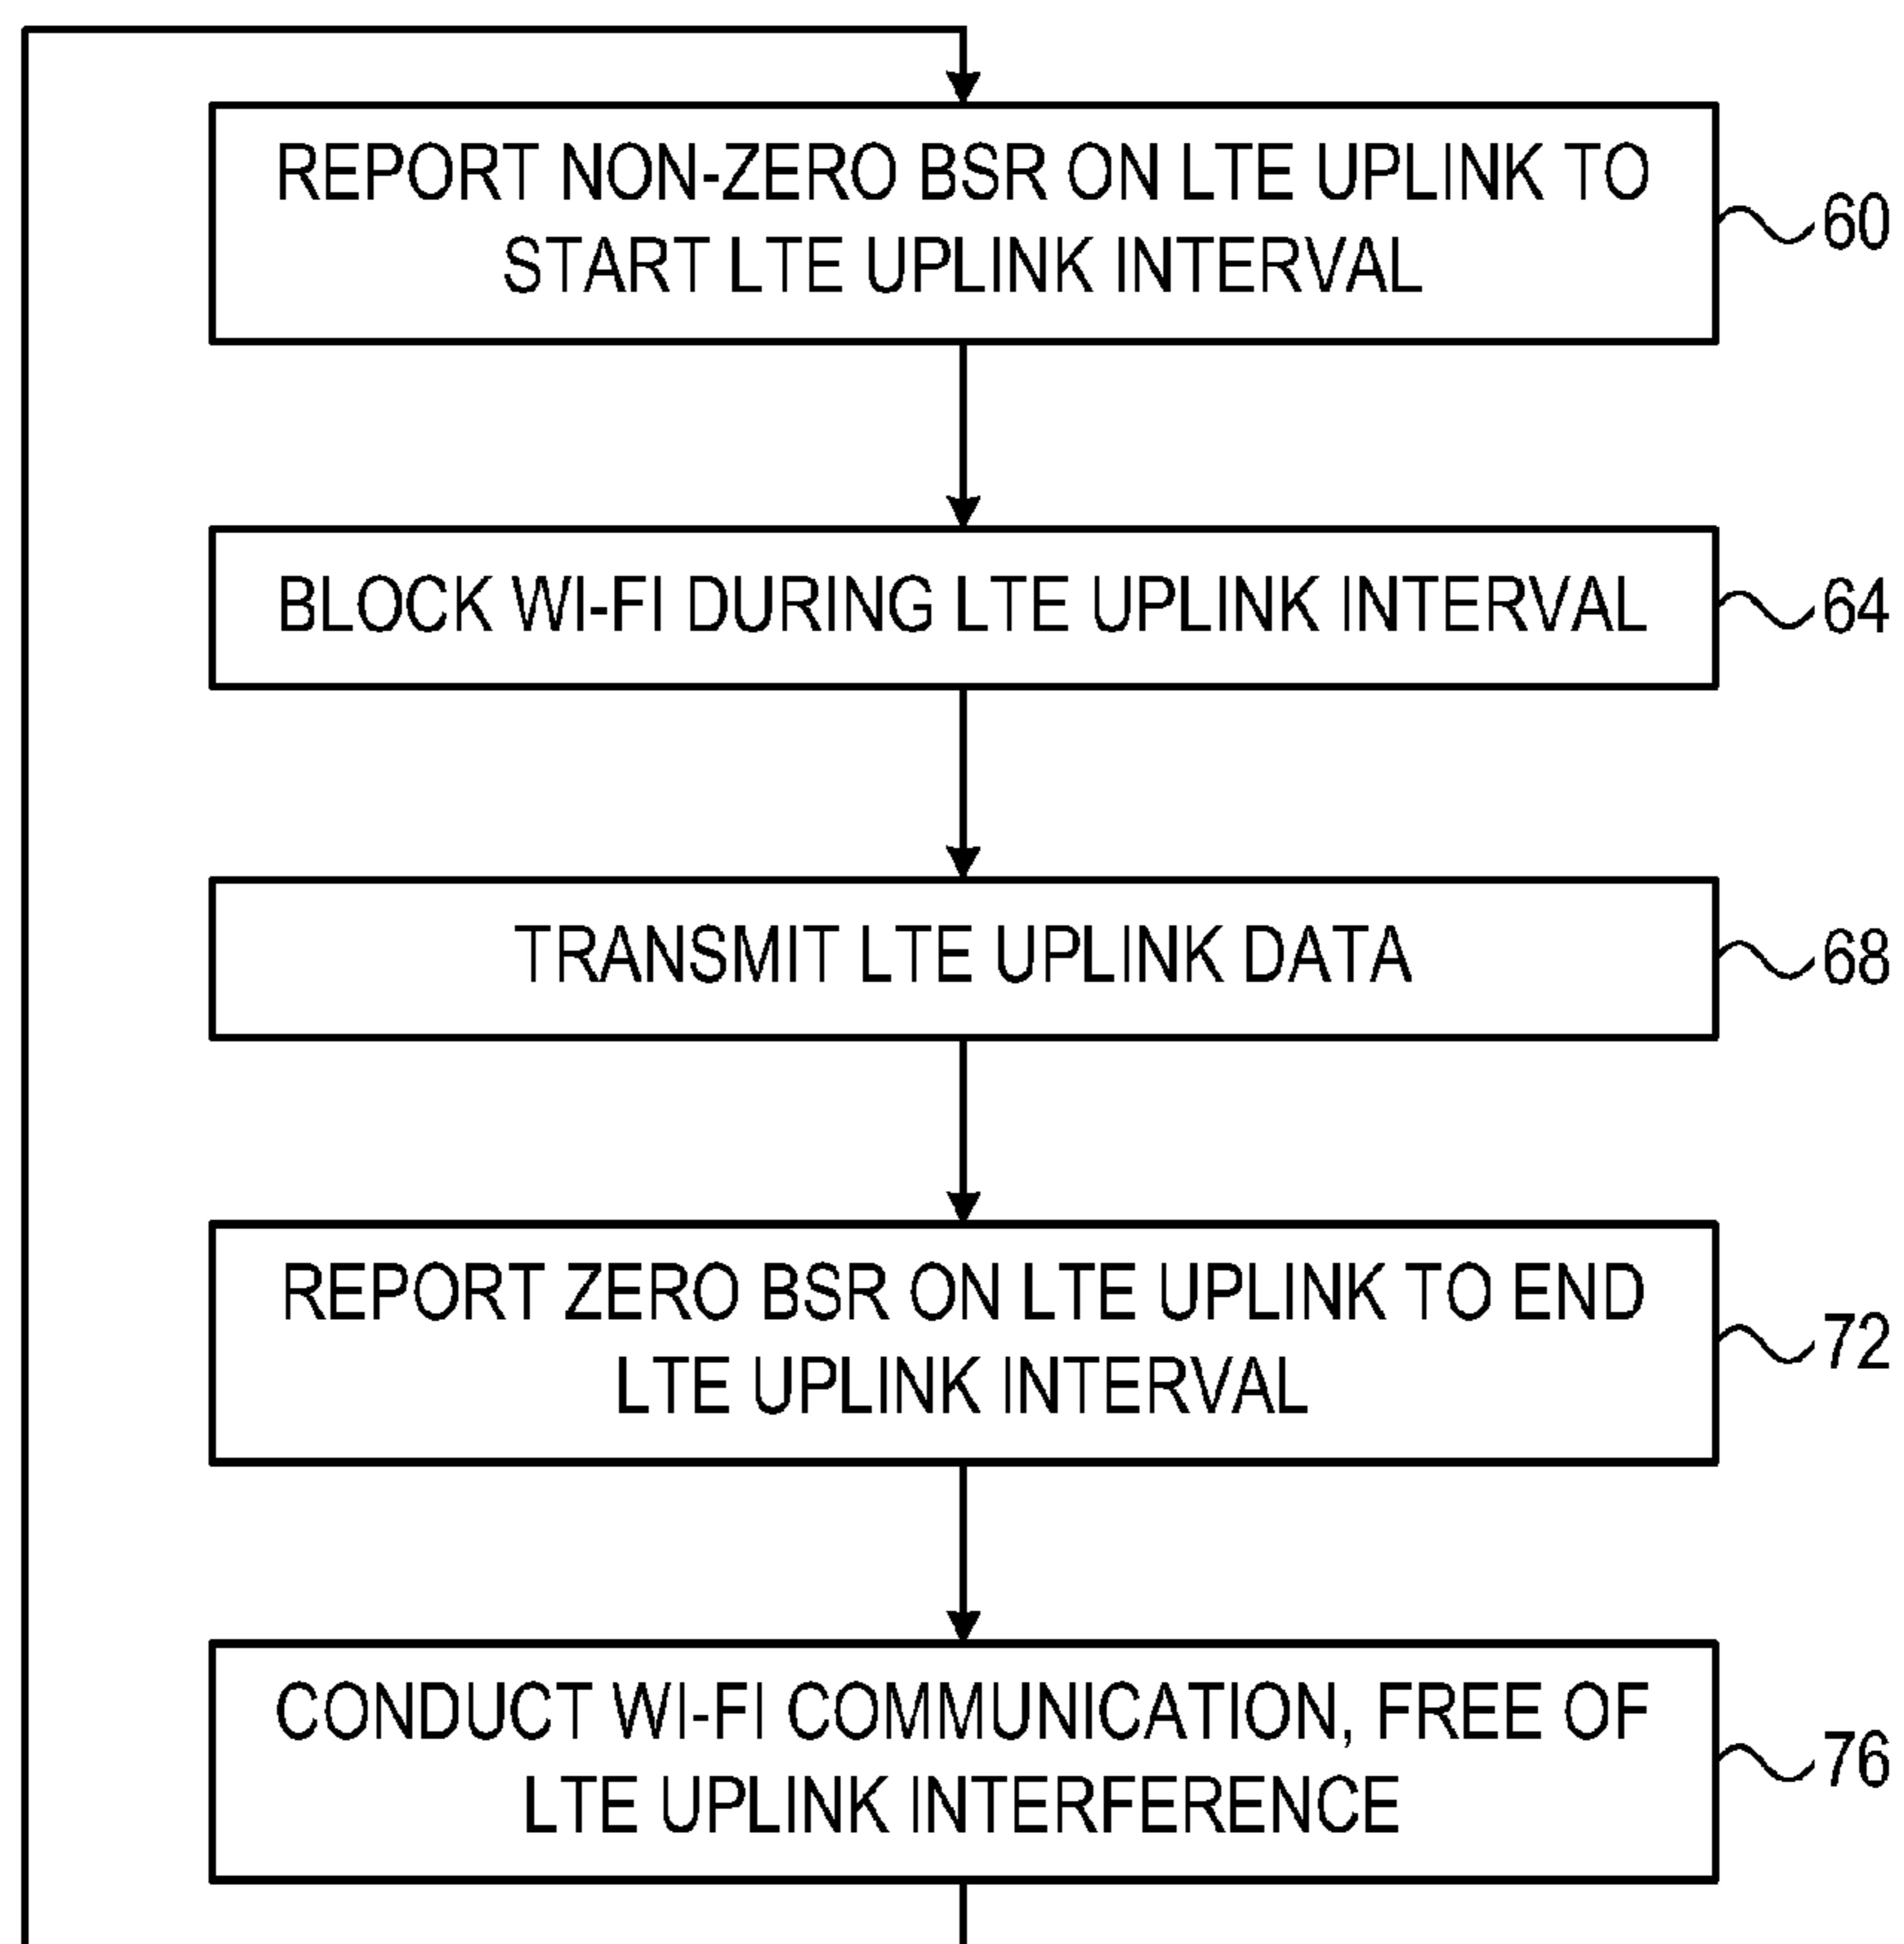 REPORT NON-ZERO BSR ON LTE UPLINK TO
START LTE UPLINK INTERVAL
60
BLOCK WI-FI DURING LTE UPLINK INTERVAL
64
TRANSMIT LTE UPLINK DATA
68
REPORT ZERO BSR ON LTE UPLINK TO END
LTE UPLINK INTERVAL
72
CONDUCT WI-FI COMMUNICATION, FREE OF
LTE UPLINK INTERFERENCE
76